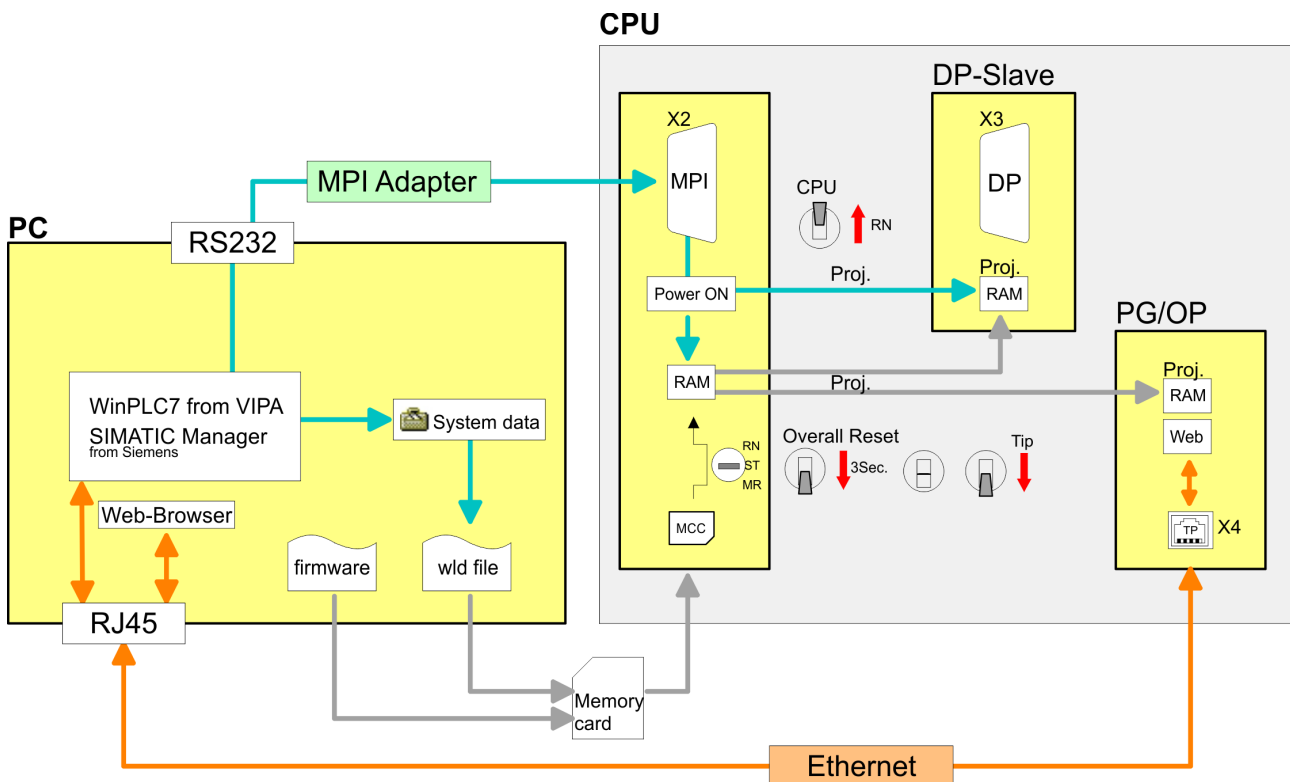 CPU
DP-Slave
X2
X3
MPI Adapter
MPI
DP
CPU
RN
PC
RS232
Proj.
Proj.
Power ON
RAM
PG/OP
RAM
Proj.
Proj.
RAM
WinPLC7 from VIPA
SIMATIC Manager
from Siemens
System data
Web
Overall Reset
Tip
RN
ST
MR
3Sec.
Web-Browser
MCC
TP
X4
firmware
wld file
RJ45
Memory
card
Ethernet